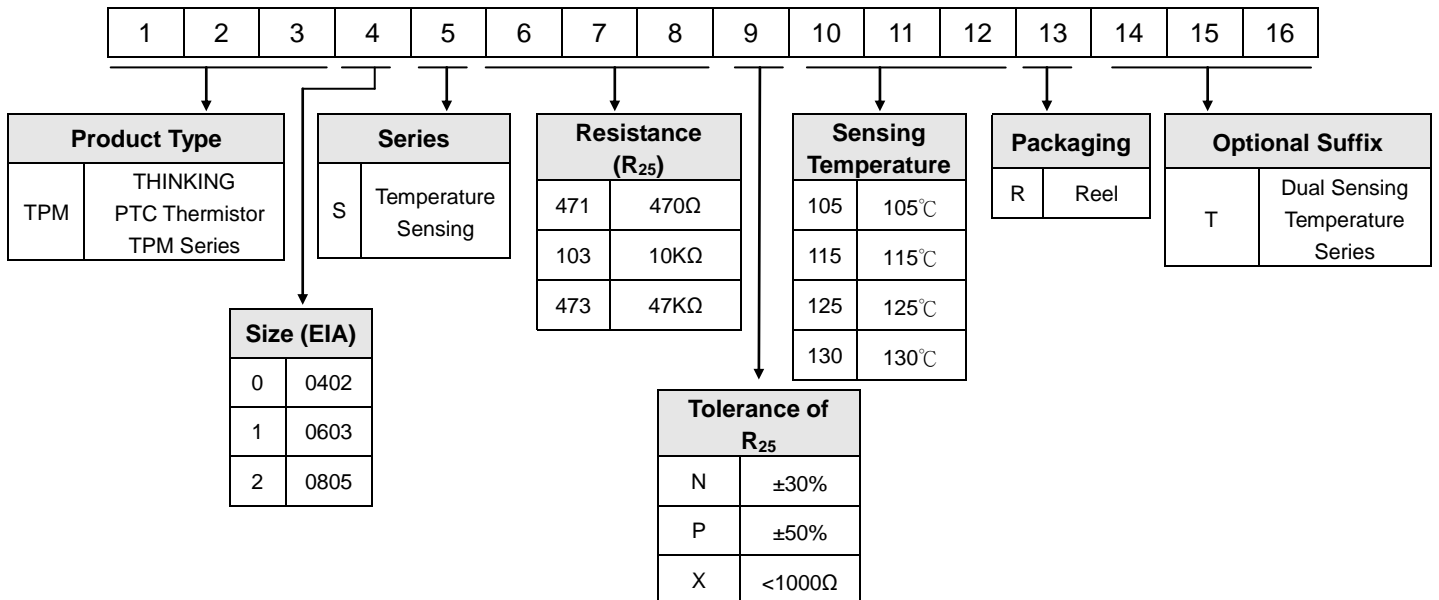 1 2 3 4 5 6 7 8 9 10 11 12 13 14 15 16
Product Type
TPM
THINKING
PTC Thermistor
TPM Series
Size (EIA)
0 0402
1 0603
2 0805
Series
S
Temperature
Sensing
Resistance
(R₂₅)
471 470Ω
103 10KΩ
473 47KΩ
Tolerance of
R₂₅
N ±30%
P ±50%
X <1000Ω
Sensing
Temperature
105 105℃
115 115℃
125 125℃
130 130℃
Packaging
R Reel
Optional Suffix
T
Dual Sensing
Temperature
Series